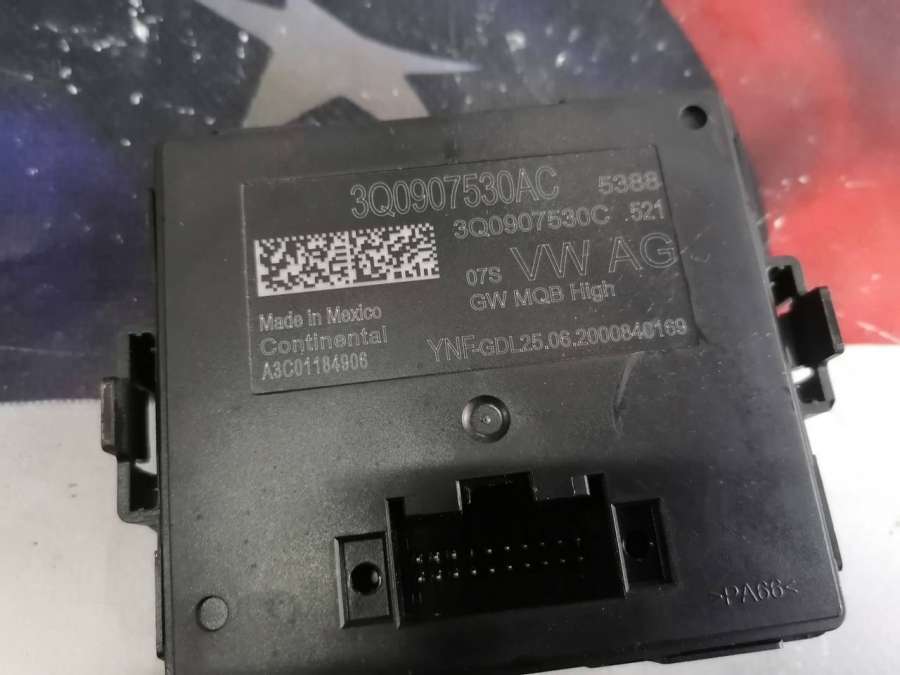 3Q0907530AC 5388
3Q0907530C .521
07S VW AG
GW MQB High
Made in Mexico
Continental
A3C01184906
YNF-GDL25.06.2000840169
>PA66<